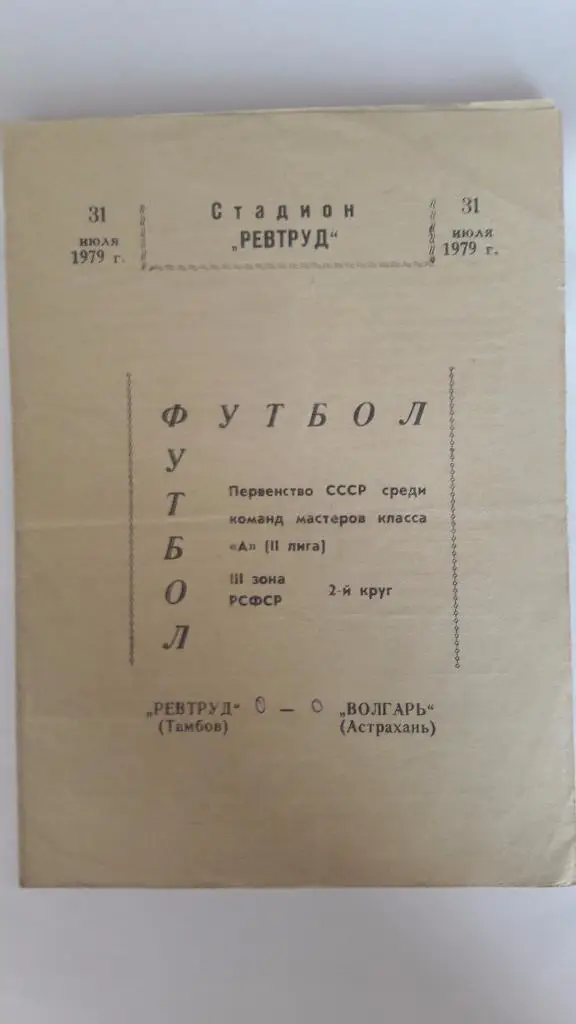 31
июля
1979 г.
Стадион
„РЕВТРУД“
31
июля
1979 г.
ФУТБОЛ
ФУТБОЛ
Первенство СССР среди
команд мастеров класса
«А» (II лига)
III зона
РСФСР
2-й круг
„РЕВТРУД“ 0 — 0 „ВОЛГАРЬ“
(Тамбов) (Астрахань)